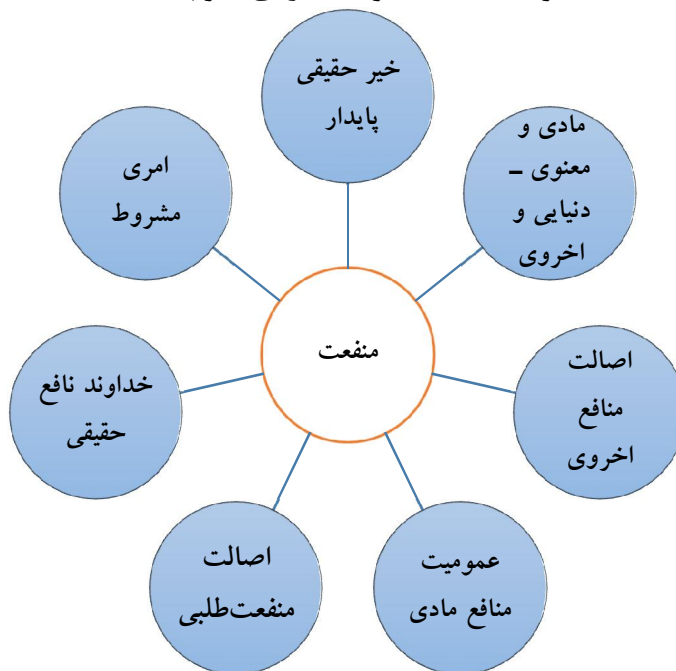 خیر حقیقی
پایدار
مادی و
معنوی –
دنیایی و
اخروی
اصالت
منافع
اخروی
عمومیت
منافع مادی
اصالت
منفعت‌طلبی
خداوند نافع
حقیقی
امری
مشروط
منفعت